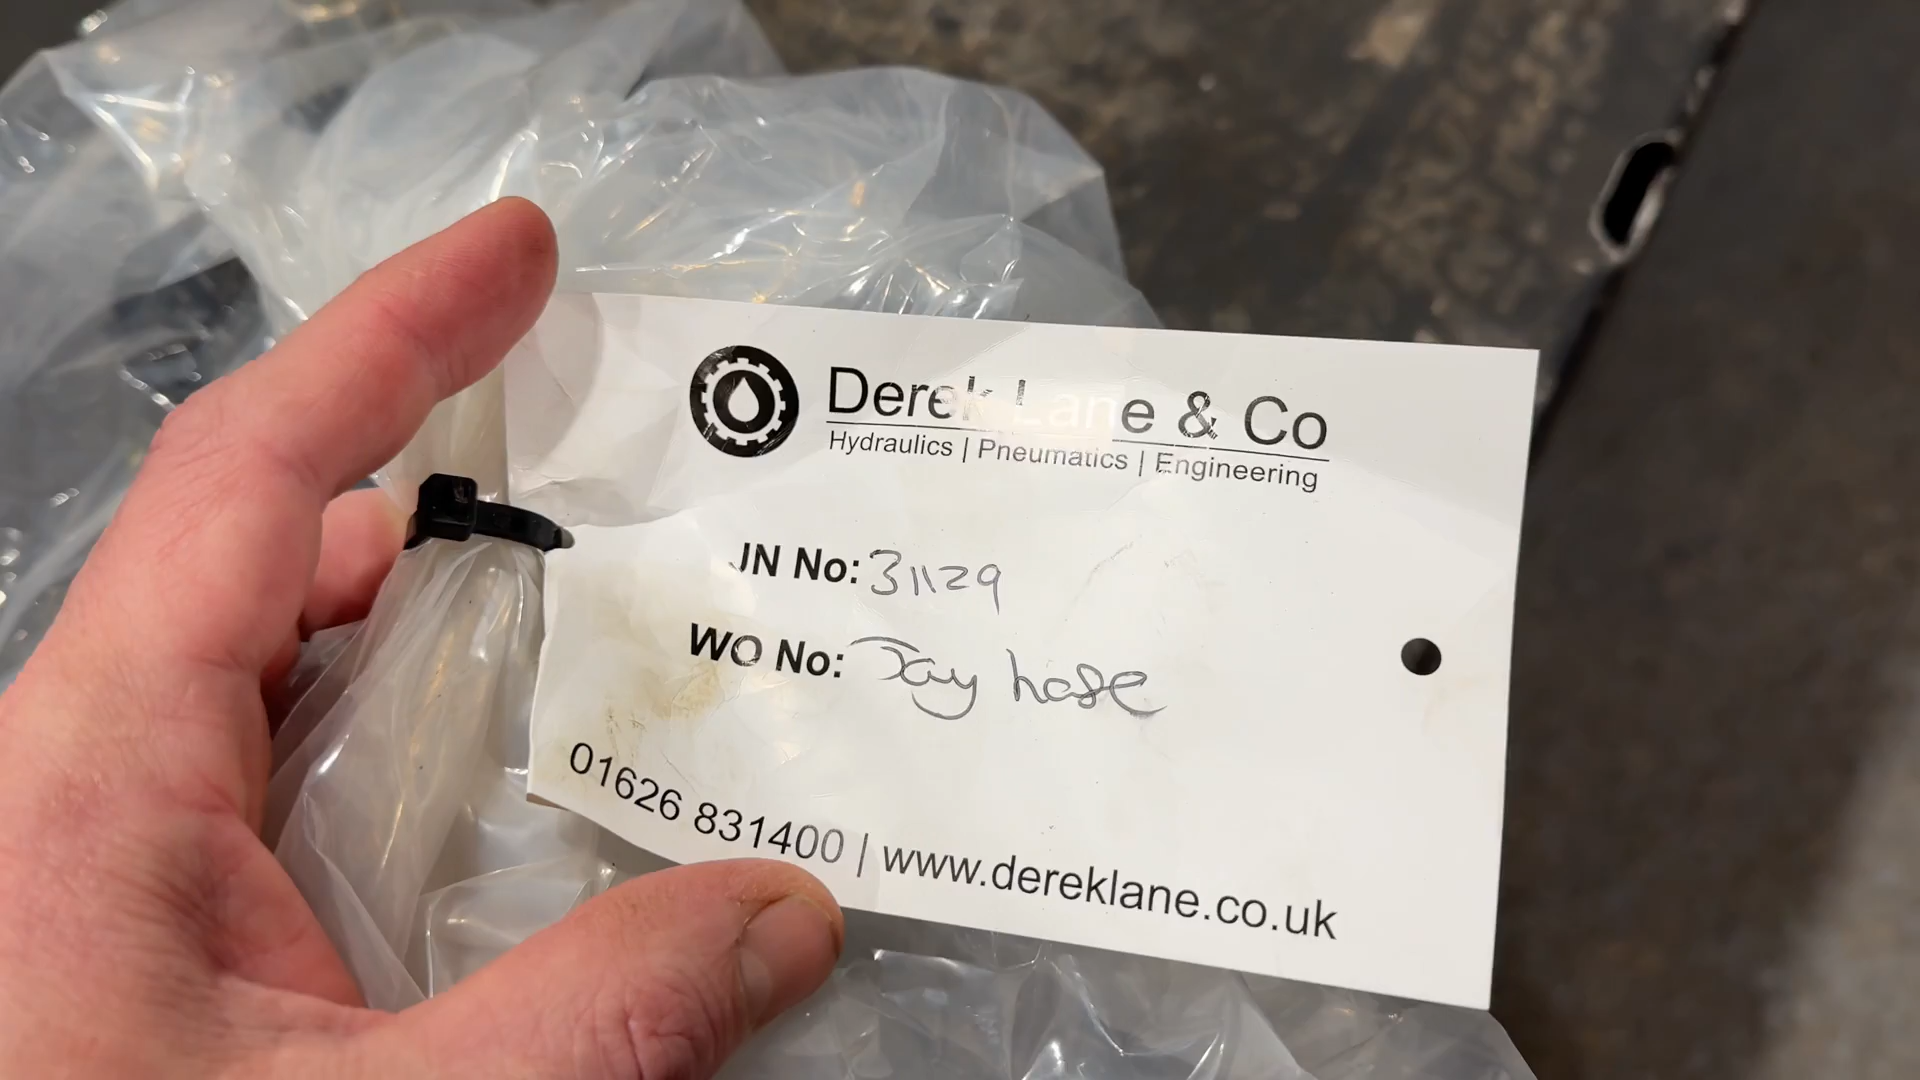 Derek Lane & Co
Hydraulics | Pneumatics | Engineering
JN No: 31129
WO No: Jay hose
01626 831400 | www.dereklane.co.uk